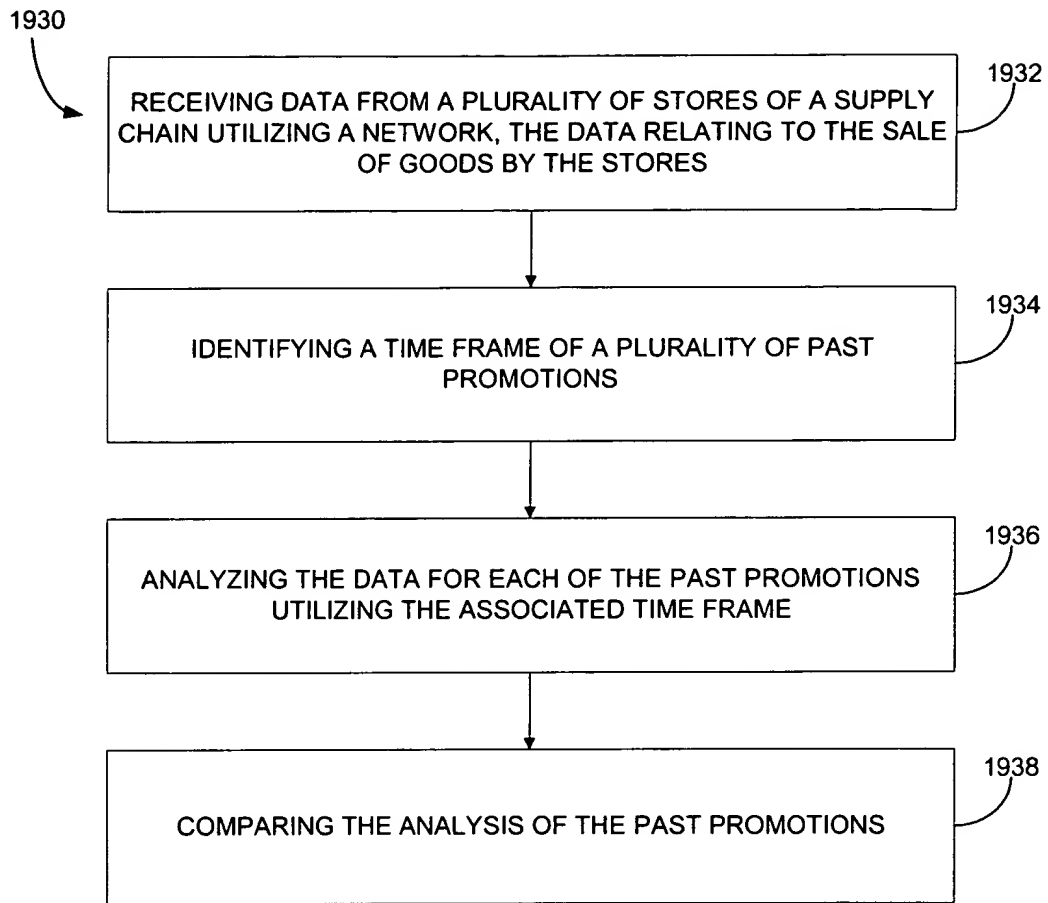 1930
1932
RECEIVING DATA FROM A PLURALITY OF STORES OF A SUPPLY
CHAIN UTILIZING A NETWORK, THE DATA RELATING TO THE SALE
OF GOODS BY THE STORES
1934
IDENTIFYING A TIME FRAME OF A PLURALITY OF PAST
PROMOTIONS
1936
ANALYZING THE DATA FOR EACH OF THE PAST PROMOTIONS
UTILIZING THE ASSOCIATED TIME FRAME
1938
COMPARING THE ANALYSIS OF THE PAST PROMOTIONS